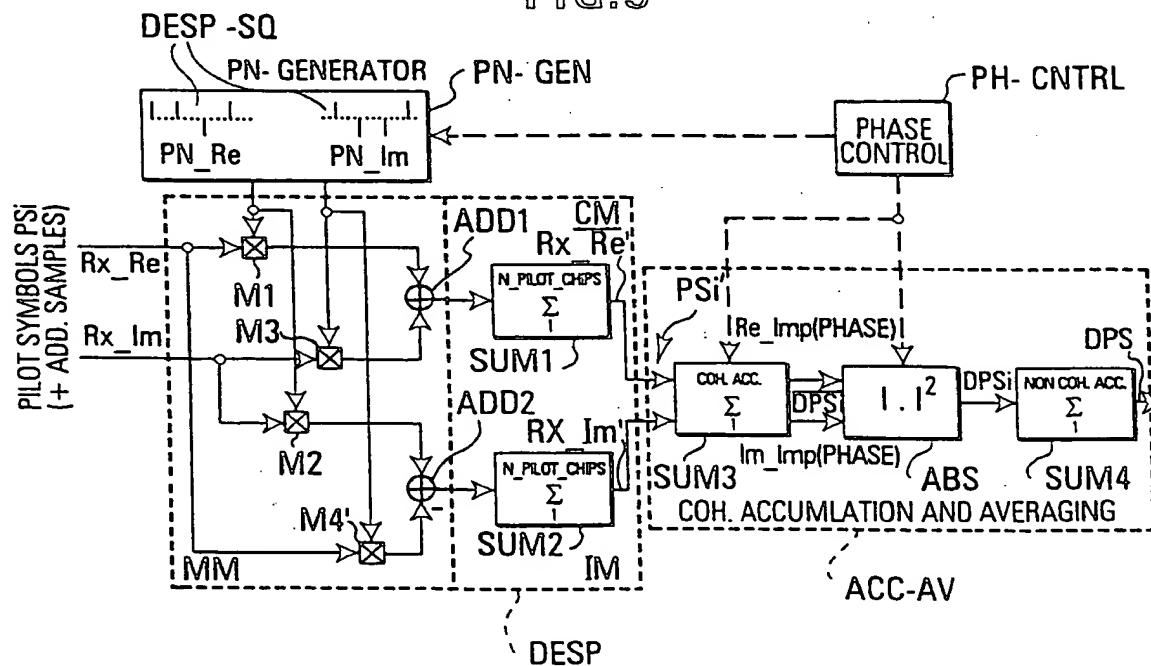 DESP -SQ
PN- GENERATOR
PN- GEN
PH- CNTRL
PN_Re
PN_Im
PHASE
CONTROL
PILOT SYMBOLS PSi
(+ ADD. SAMPLES)
Rx_Re
Rx_Im
M1
M3
M2
M4'
MM
ADD1
ADD2
-
CM
Rx_Re'
N_PILOT_CHIPS
Σ
1
SUM1
RX_Im'
N_PILOT_CHIPS
Σ
1
SUM2
IM
PSi'
Re_Imp(PHASE)
COH. ACC.
Σ
1
SUM3
DPSi
Im_Imp(PHASE)
| . |2
ABS
DPSi
NON COH. ACC.
Σ
1
SUM4
DPS
COH. ACCUMLATION AND AVERAGING
ACC-AV
DESP